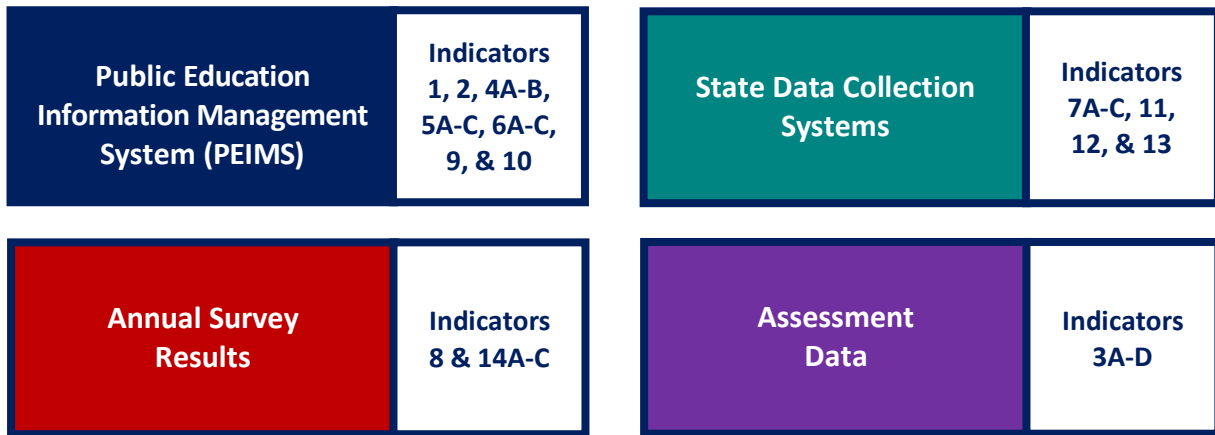 Public Education
Information Management
System (PEIMS)
Indicators
1, 2, 4A-B,
5A-C, 6A-C,
9, & 10
State Data Collection
Systems
Indicators
7A-C, 11,
12, & 13
Annual Survey
Results
Indicators
8 & 14A-C
Assessment
Data
Indicators
3A-D